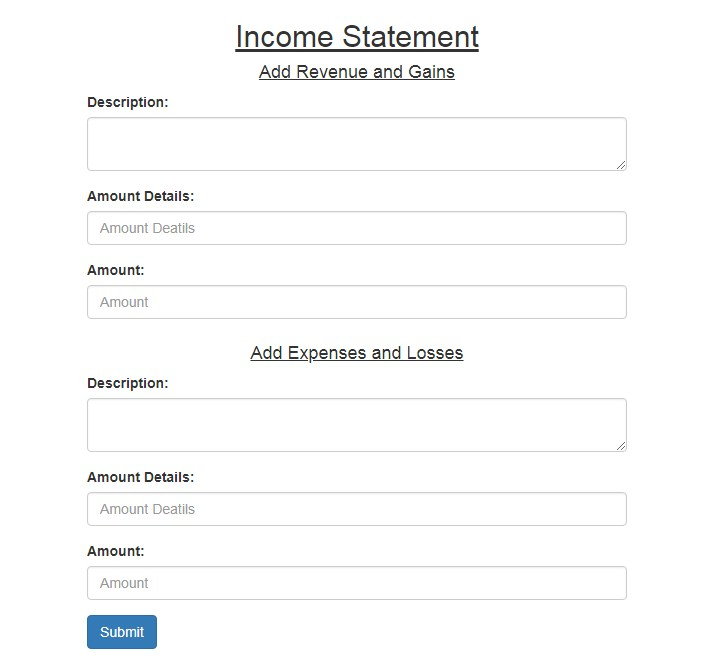 Income Statement
Add Revenue and Gains
Description:
Amount Details:
Amount Deatils
Amount:
Amount
Add Expenses and Losses
Description:
Amount Details:
Amount Deatils
Amount:
Amount
Submit